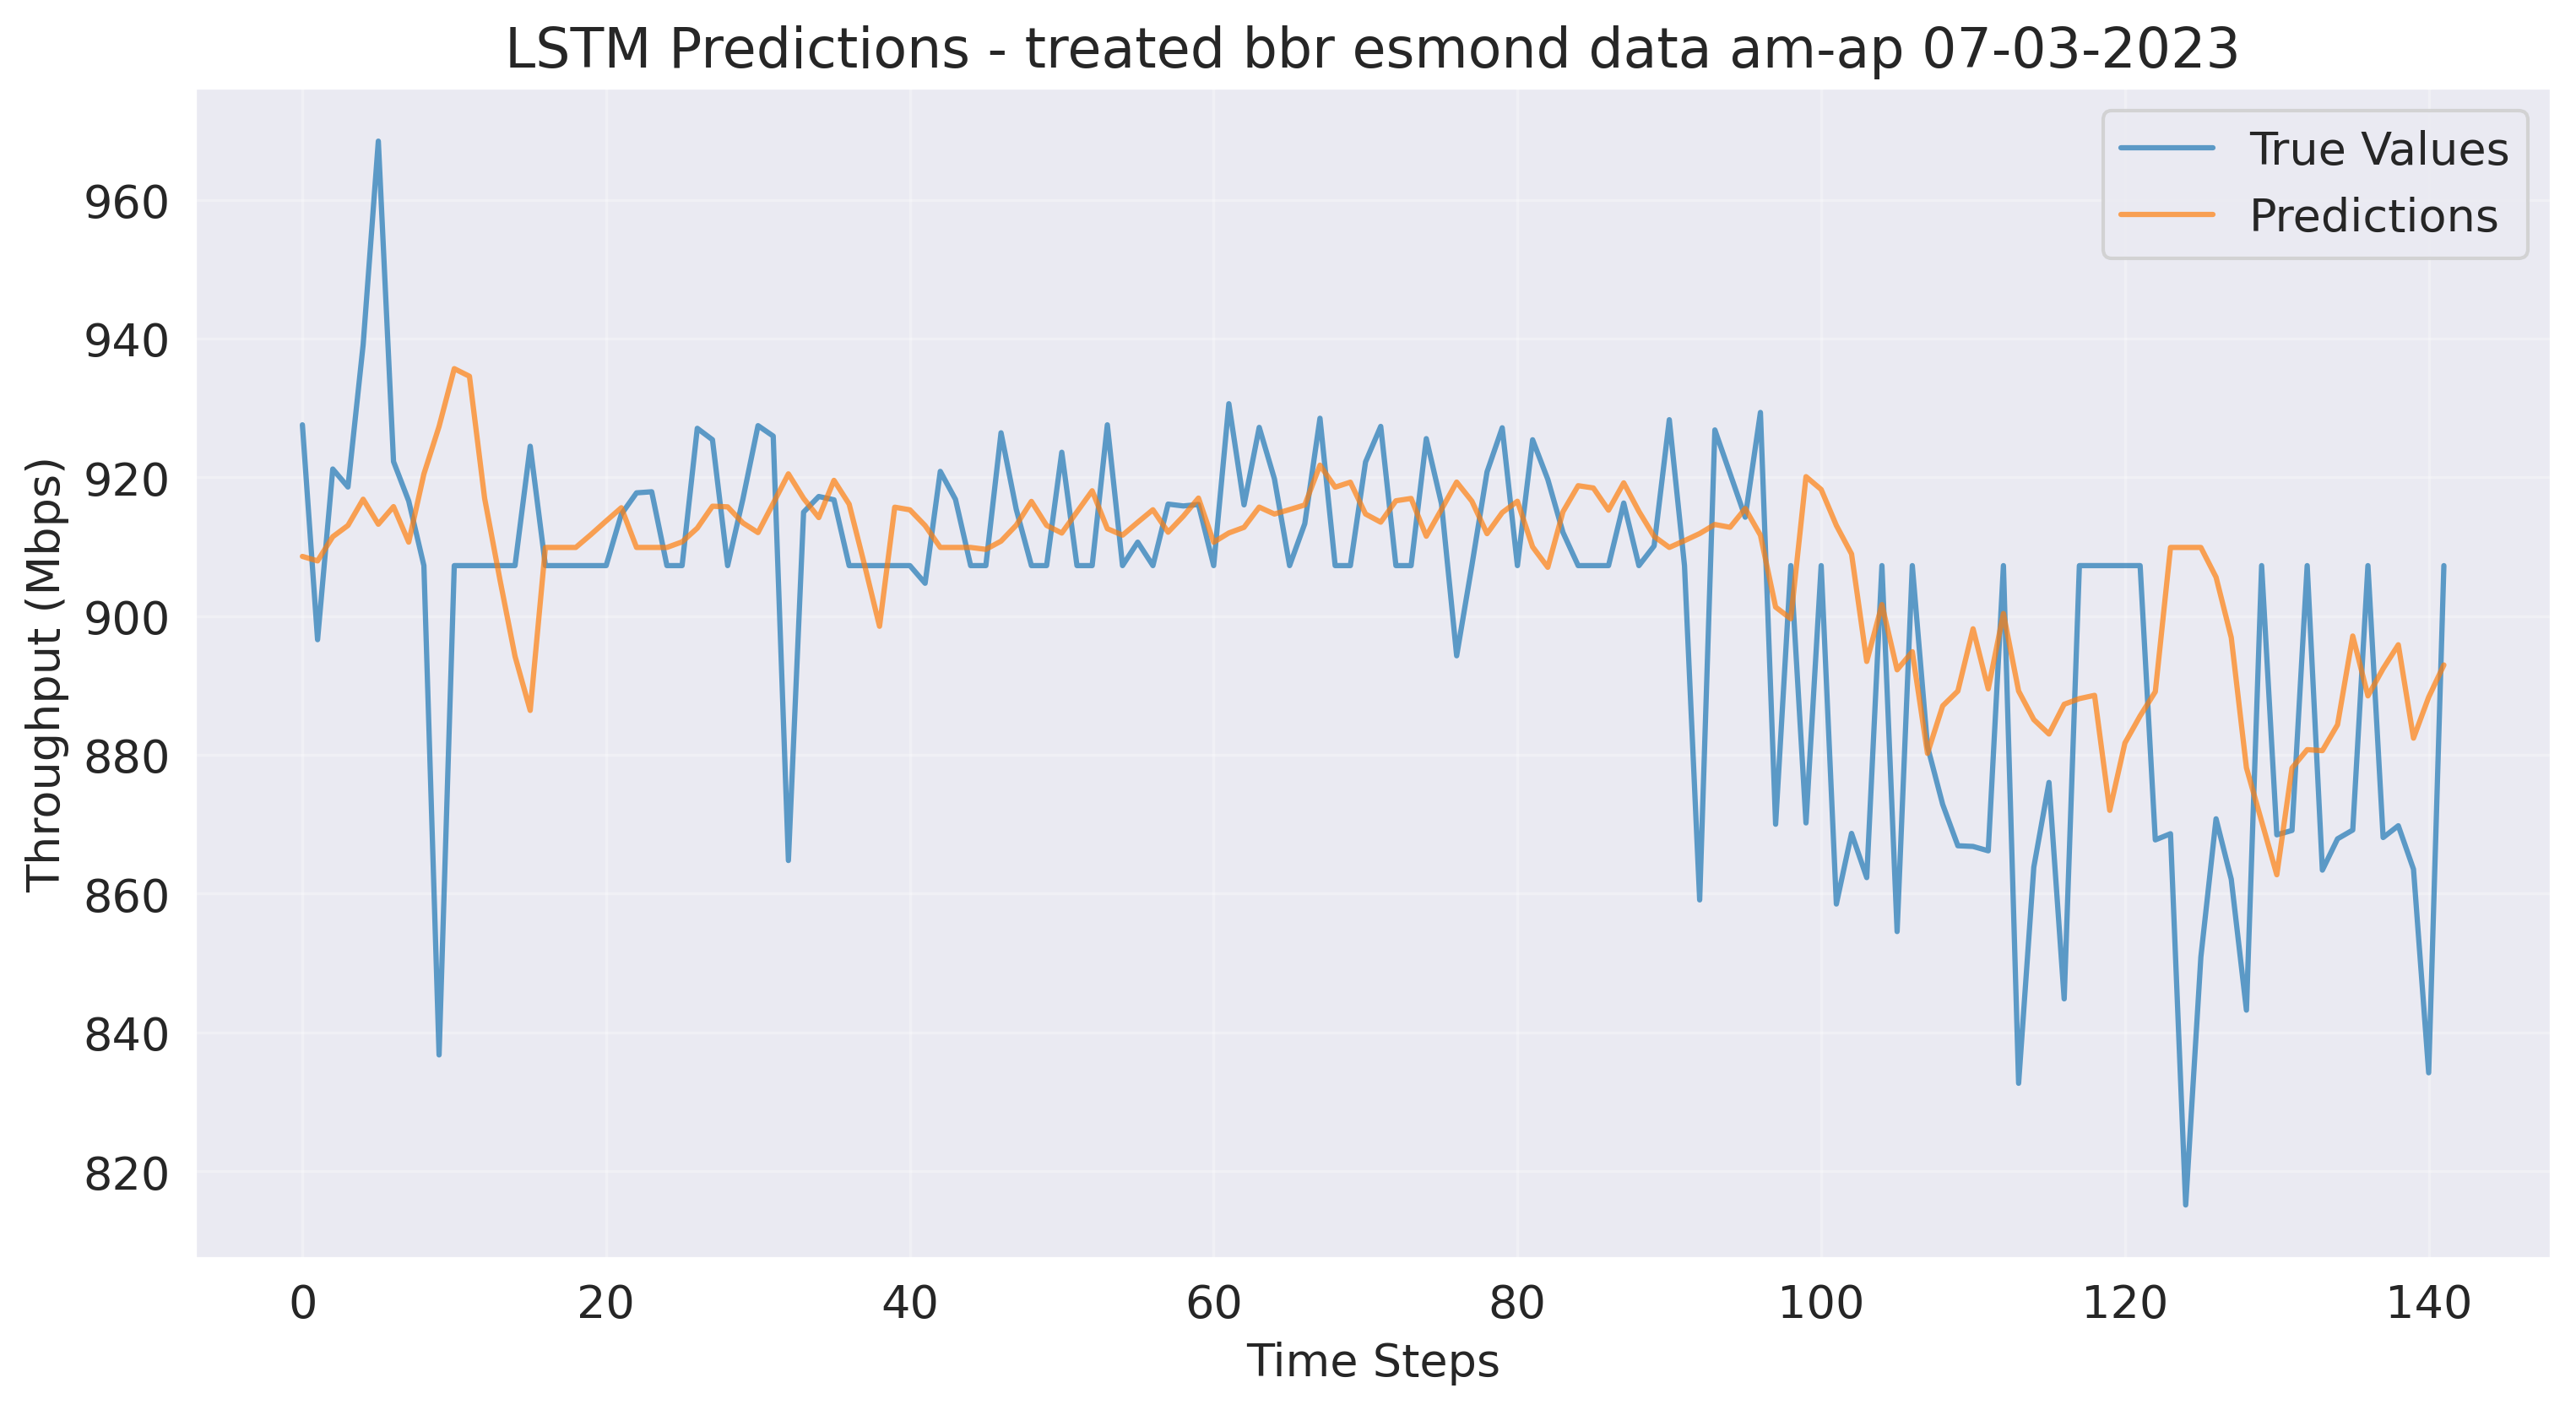 LSTM Predictions - treated bbr esmond data am-ap 07-03-2023
True Values
Predictions
Throughput (Mbps)
960
940
920
900
880
860
840
820
0 20 40 60 80 100 120 140
Time Steps